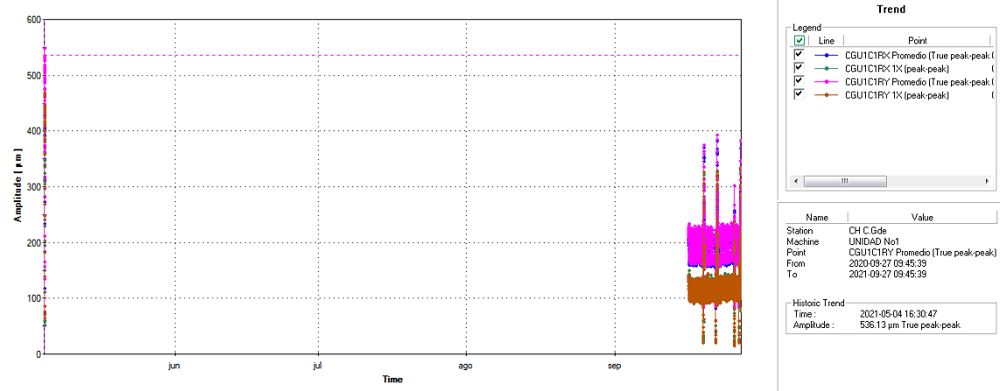 Trend
Legend
Line Point
CGU1C1RX Promedio (True peak-peak
CGU1C1RX 1X (peak-peak)
CGU1C1RY Promedio (True peak-peak
CGU1C1RY 1X (peak-peak)
600
500
400
300
200
100
0
Amplitude [ µm ]
jun jul ago sep
Time
Name Value
Station CH C.Gde
Machine UNIDAD No1
Point CGU1C1RY Promedio (True peak-peak)
From 2020-09-27 09:45:39
To 2021-09-27 09:45:39
Historic Trend
Time : 2021-05-04 16:30:47
Amplitude : 536.13 µm True peak-peak